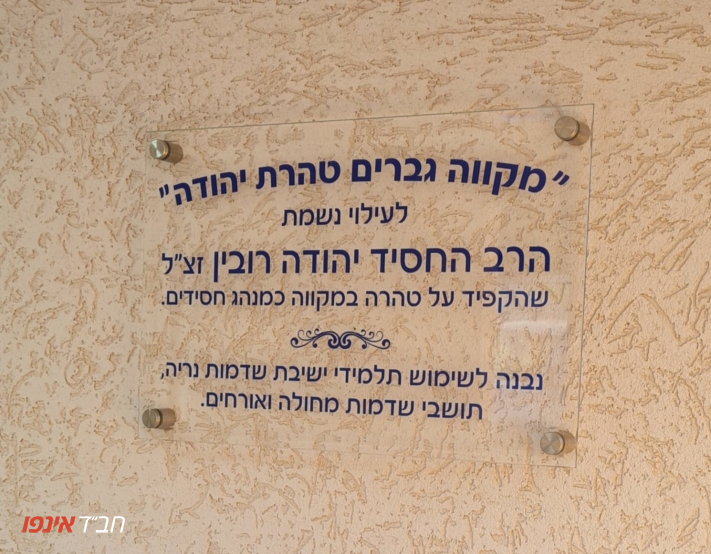 "מקווה גברים טהרת יהודה"
לעילוי נשמת
הרב החסיד יהודה רובין זצ"ל
שהקפיד על טהרה במקווה כמנהג חסידים.
נבנה לשימוש תלמידי ישיבת שדמות נריה,
תושבי שדמות מחולה ואורחים.
חב"ד אינפו